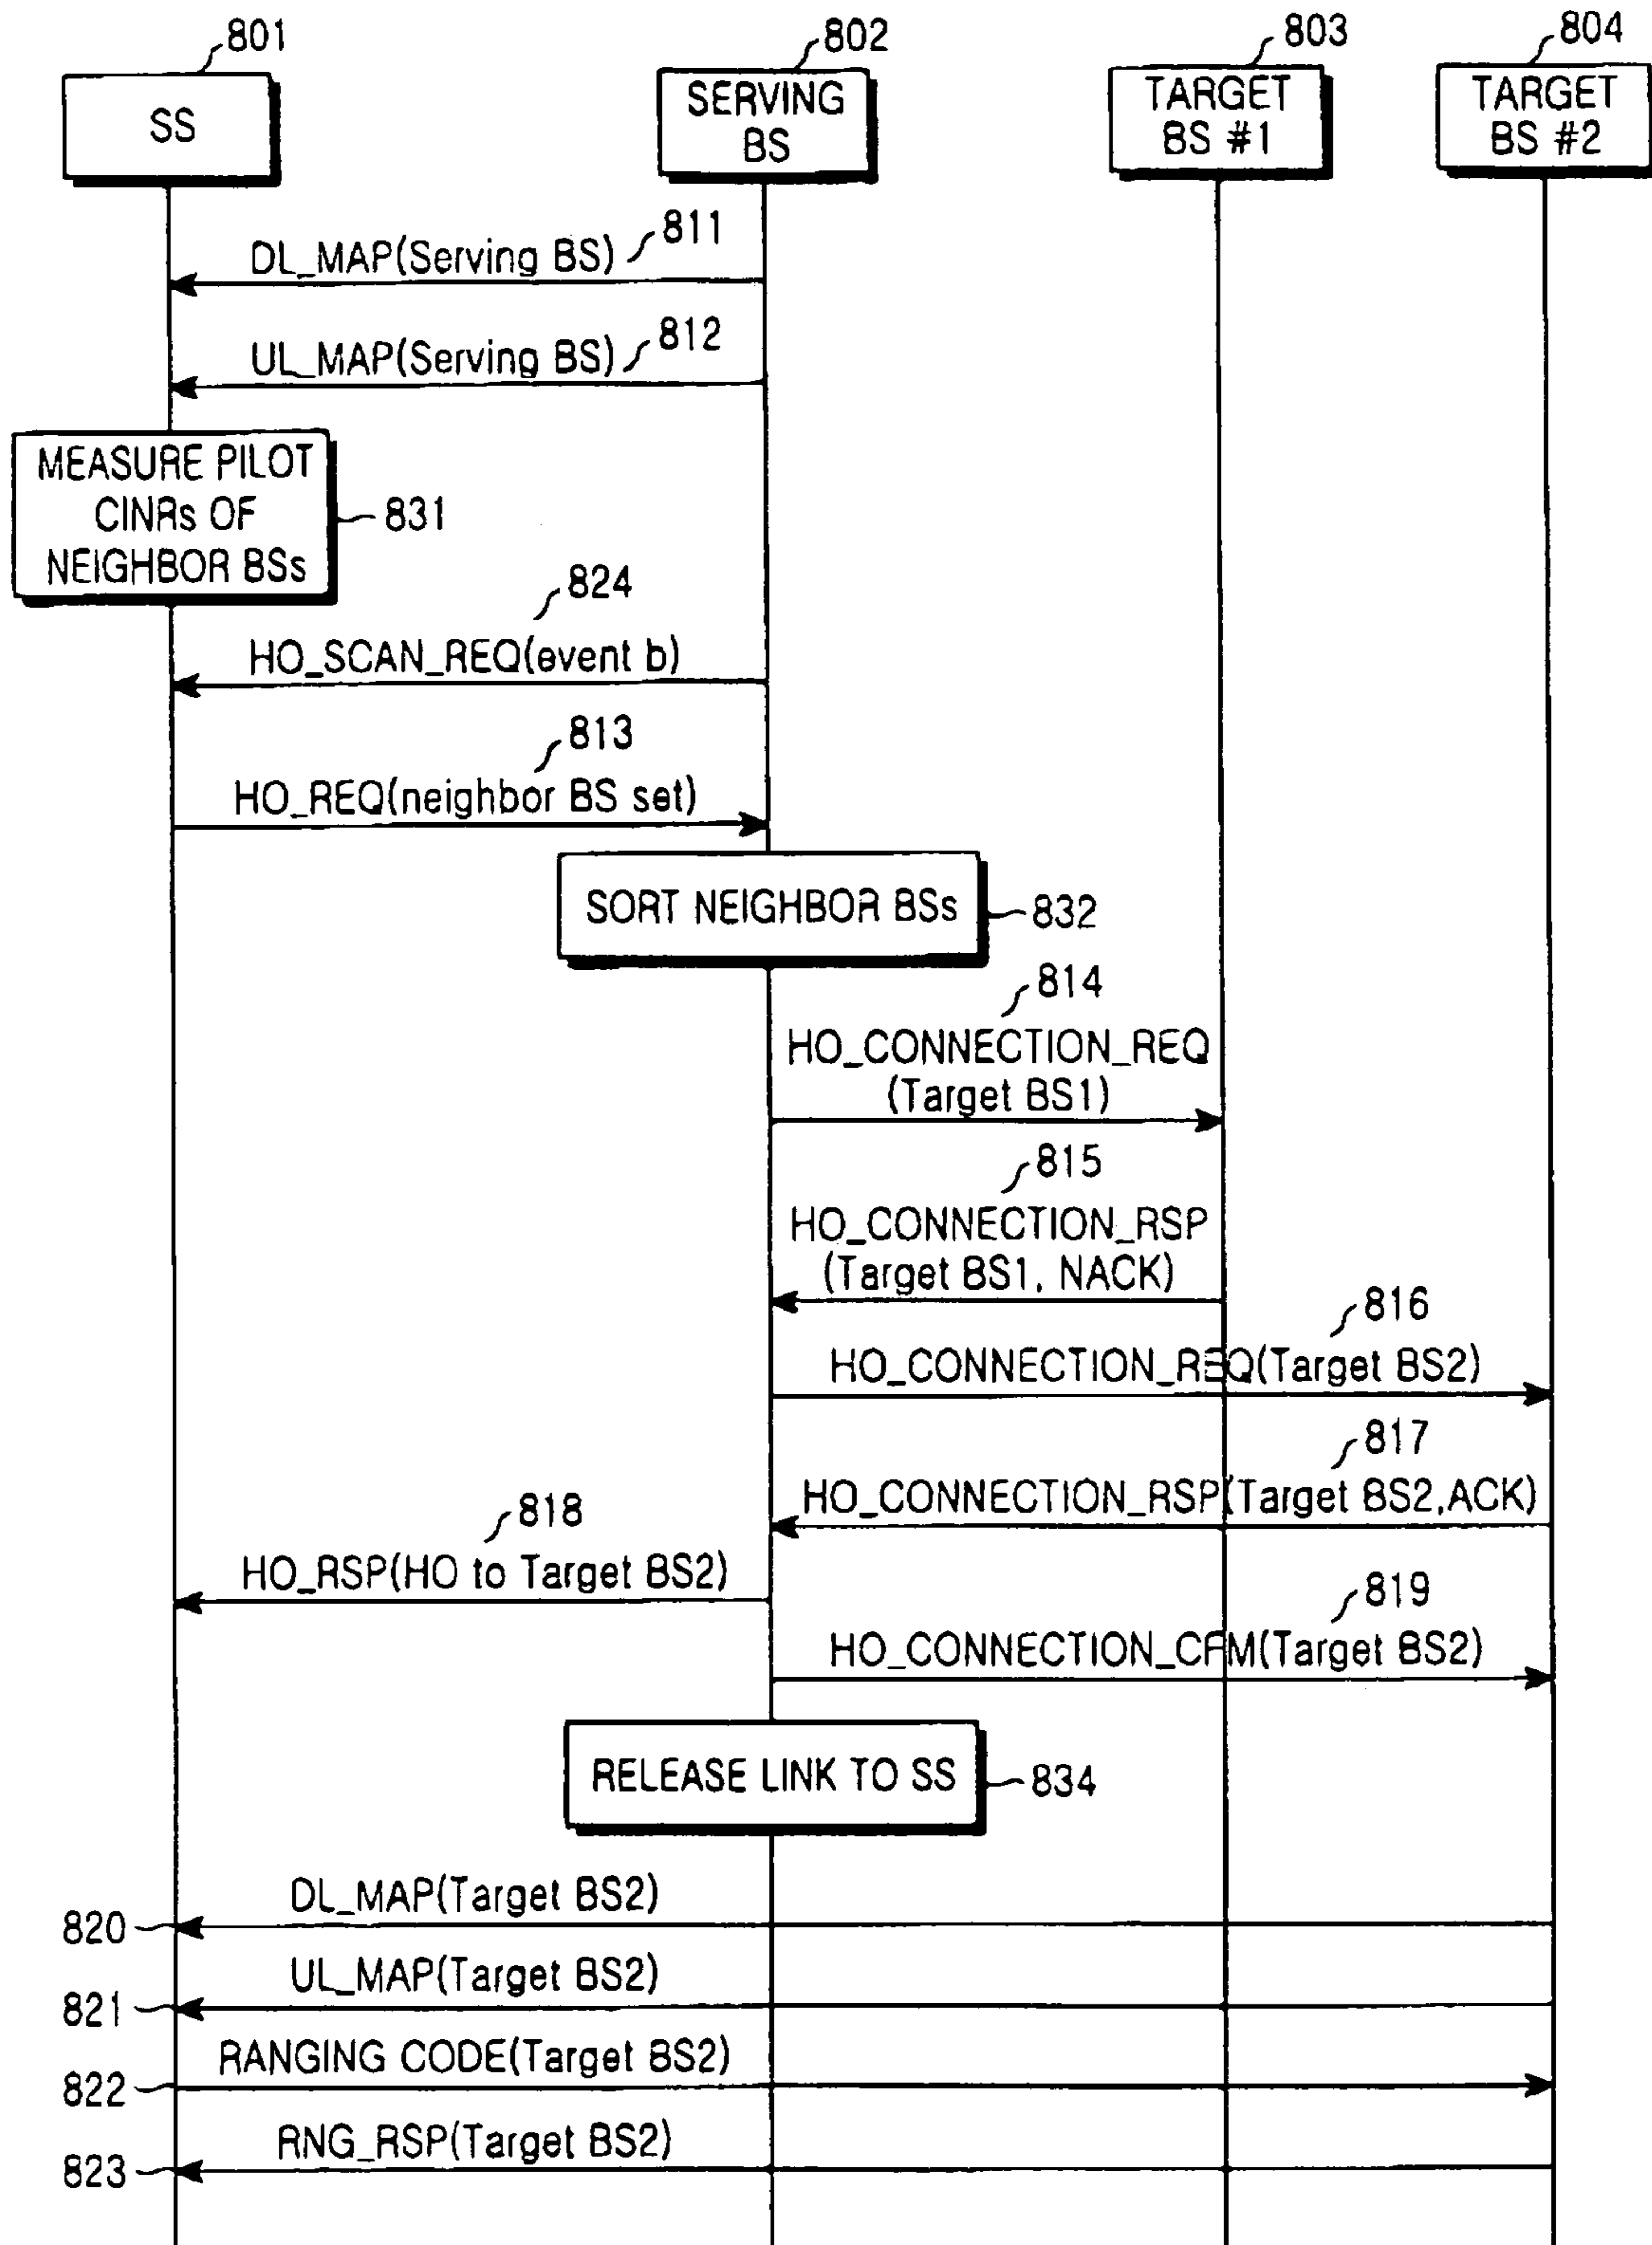 801
802
803
804
SS
SERVING
BS
TARGET
BS #1
TARGET
BS #2
811
DL_MAP(Serving BS)
812
UL_MAP(Serving BS)
MEASURE PILOT
CINRs OF
NEIGHBOR BSs
831
824
HO_SCAN_REQ(event b)
813
HO_REQ(neighbor BS set)
SORT NEIGHBOR BSs
832
814
HO_CONNECTION_REQ
(Target BS1)
815
HO_CONNECTION_RSP
(Target BS1, NACK)
816
HO_CONNECTION_REQ(Target BS2)
817
HO_CONNECTION_RSP(Target BS2,ACK)
818
HO_RSP(HO to Target BS2)
819
HO_CONNECTION_CFM(Target BS2)
RELEASE LINK TO SS
834
DL_MAP(Target BS2)
820
UL_MAP(Target BS2)
821
RANGING CODE(Target BS2)
822
RNG_RSP(Target BS2)
823